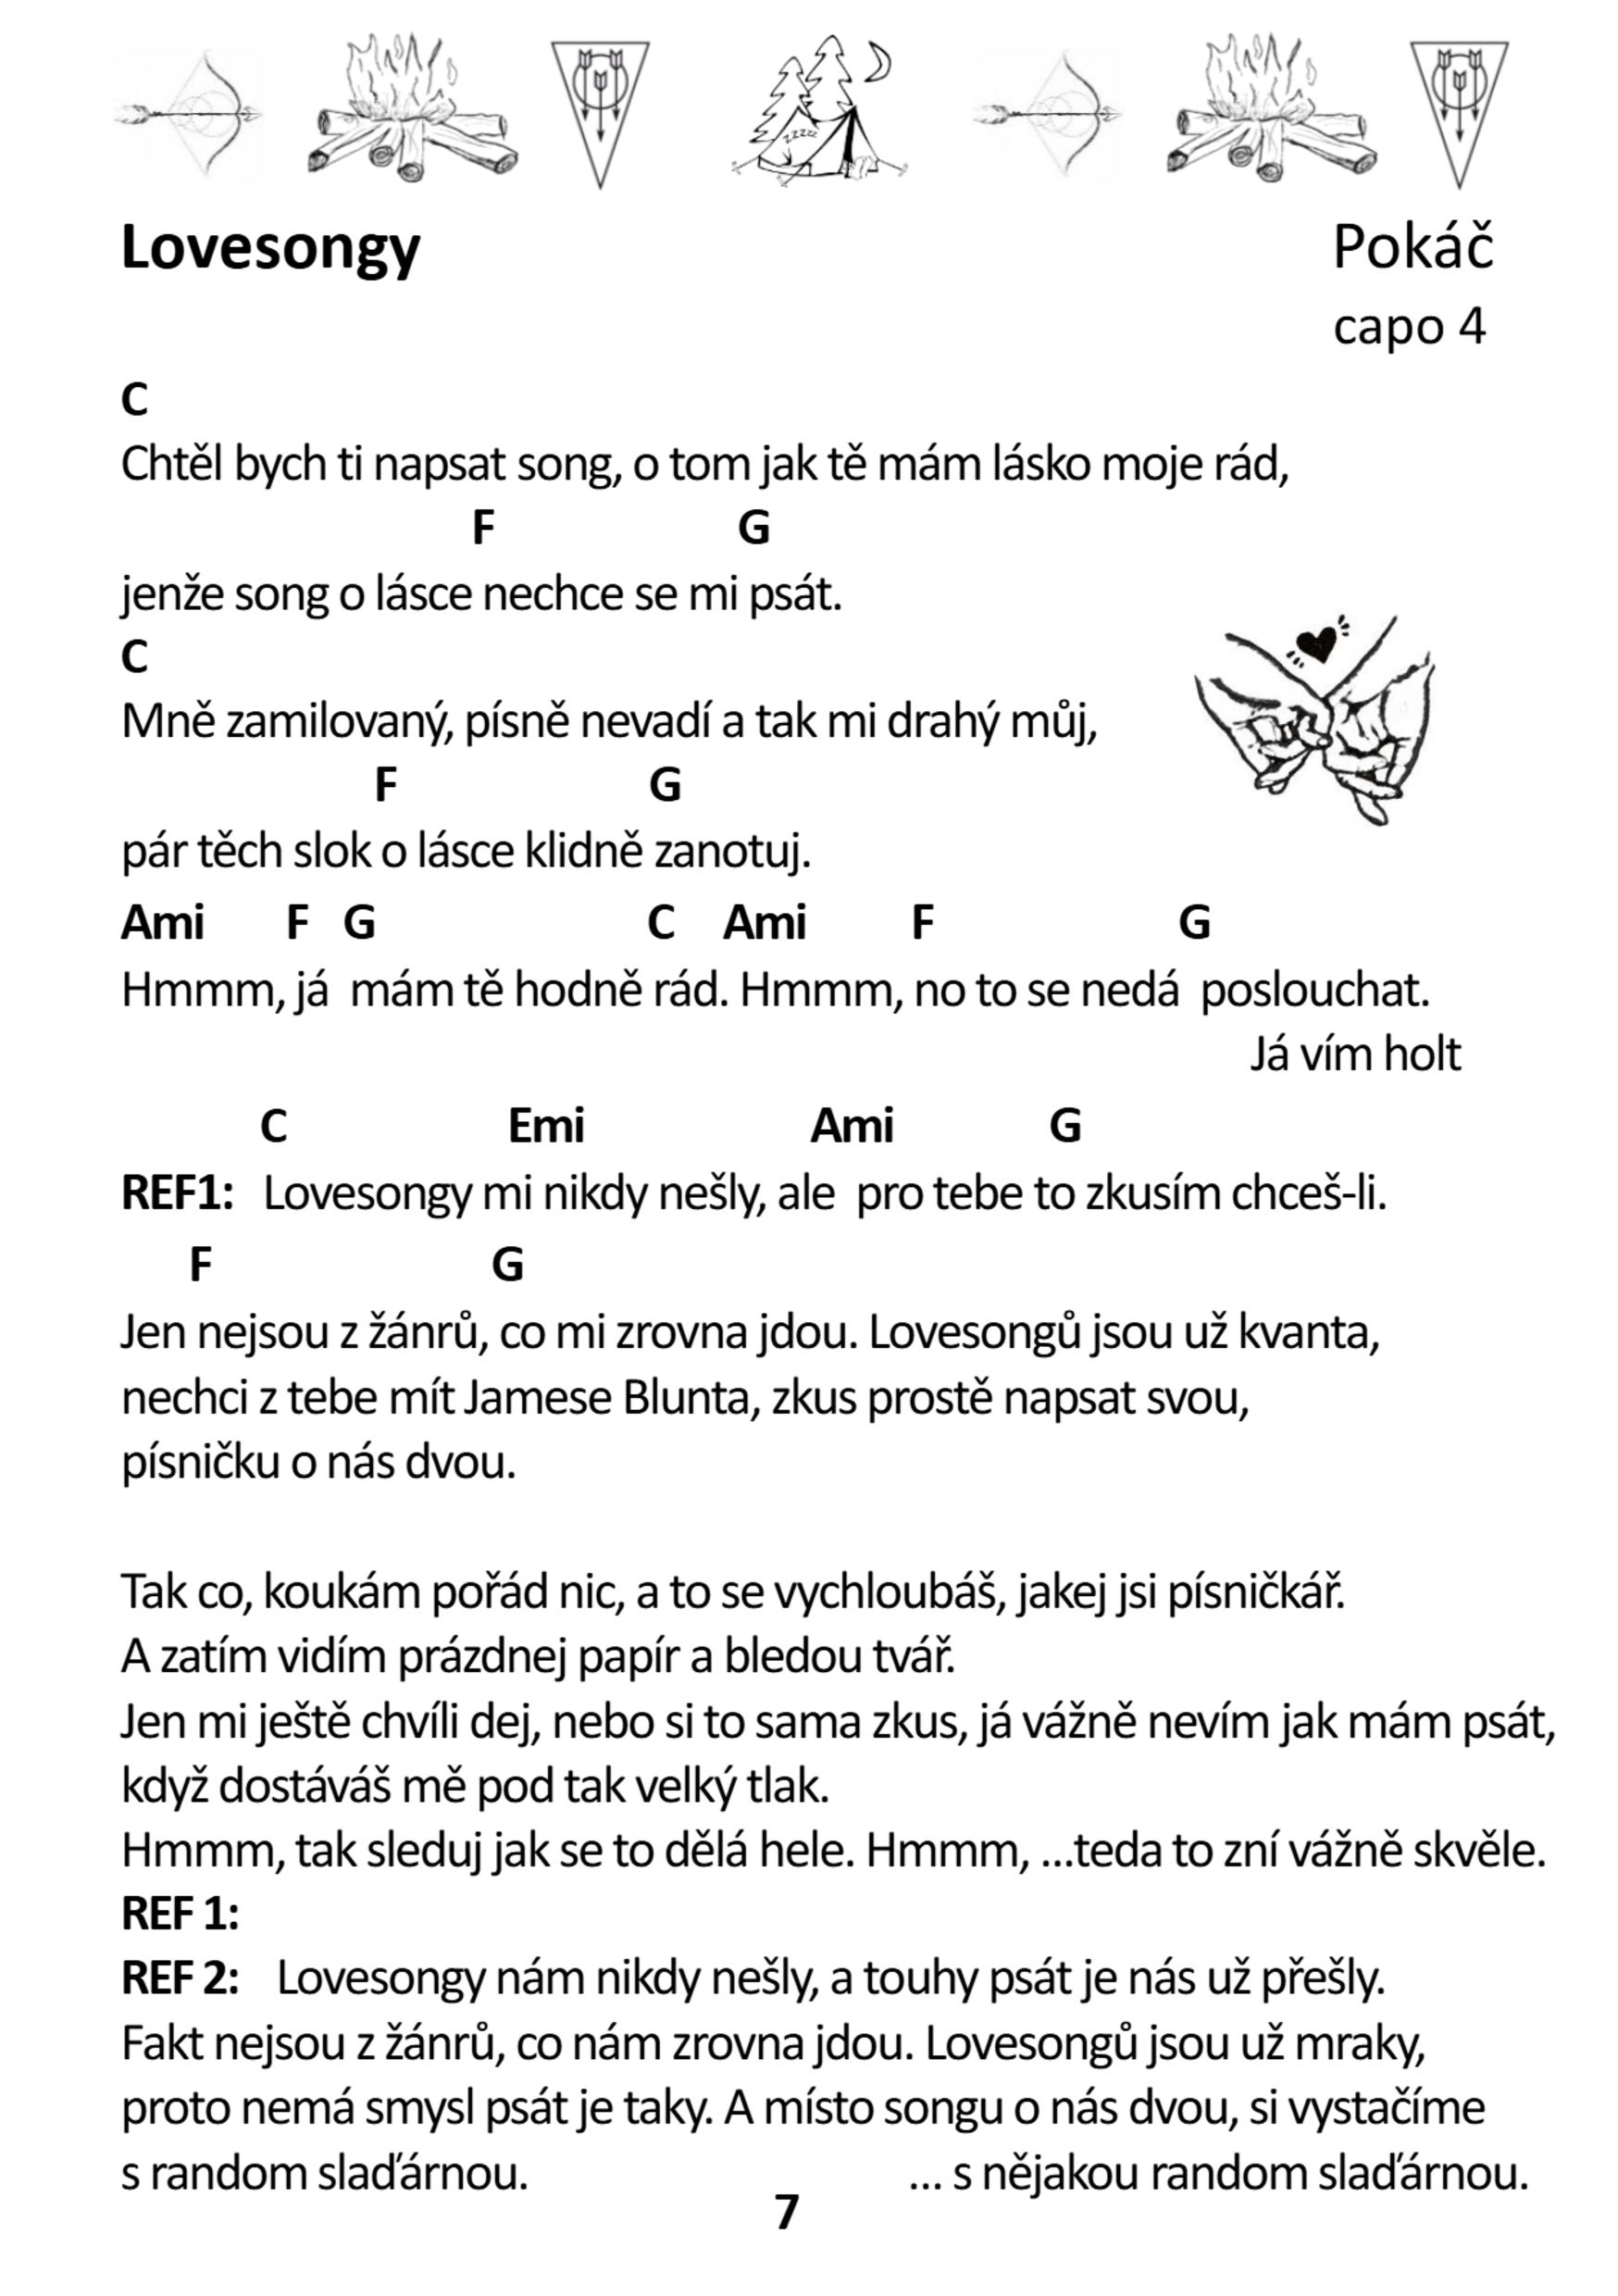 zzzzz
Lovesongy Pokáč
capo 4
C
Chtěl bych ti napsat song, o tom jak tě mám lásko moje rád,
F G
jenže song o lásce nechce se mi psát.
C
Mně zamilovaný, písně nevadí a tak mi drahý můj,
F G
pár těch slok o lásce klidně zanotuj.
Ami F G C Ami F G
Hmmm, já mám tě hodně rád. Hmmm, no to se nedá poslouchat.
Já vím holt
C Emi Ami G
REF1: Lovesongy mi nikdy nešly, ale pro tebe to zkusím chceš-li.
F G
Jen nejsou z žánrů, co mi zrovna jdou. Lovesongů jsou už kvanta,
nechci z tebe mít Jamese Blunta, zkus prostě napsat svou,
písničku o nás dvou.
Tak co, koukám pořád nic, a to se vychloubáš, jakej jsi písničkář.
A zatím vidím prázdnej papír a bledou tvář.
Jen mi ještě chvíli dej, nebo si to sama zkus, já vážně nevím jak mám psát,
když dostáváš mě pod tak velký tlak.
Hmmm, tak sleduj jak se to dělá hele. Hmmm, ...teda to zní vážně skvěle.
REF 1:
REF 2: Lovesongy nám nikdy nešly, a touhy psát je nás už přešly.
Fakt nejsou z žánrů, co nám zrovna jdou. Lovesongů jsou už mraky,
proto nemá smysl psát je taky. A místo songu o nás dvou, si vystačíme
s random slaďárnou. ... s nějakou random slaďárnou.
7